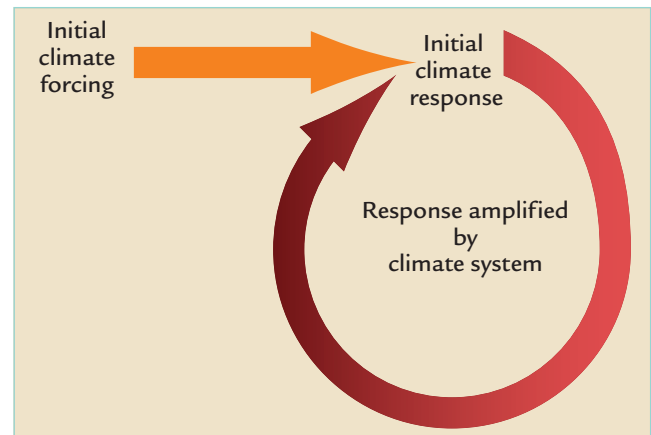 Initial
climate
forcing
Initial
climate
response
Response amplified
by
climate system